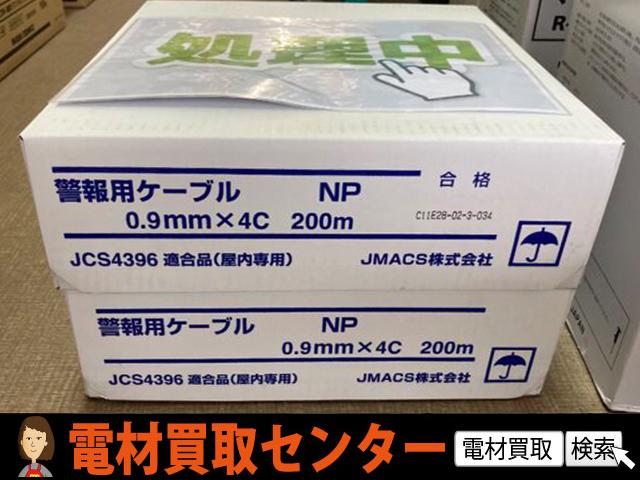 処理中
警報用ケーブル NP 合格
0.9mm×4C 200m C11E28-02-3-034
JCS4396 適合品(屋内専用) JMACS株式会社
警報用ケーブル NP
0.9mm×4C 200m
JCS4396 適合品(屋内専用) JMACS株式会社
電材買取センター 電材買取 検索